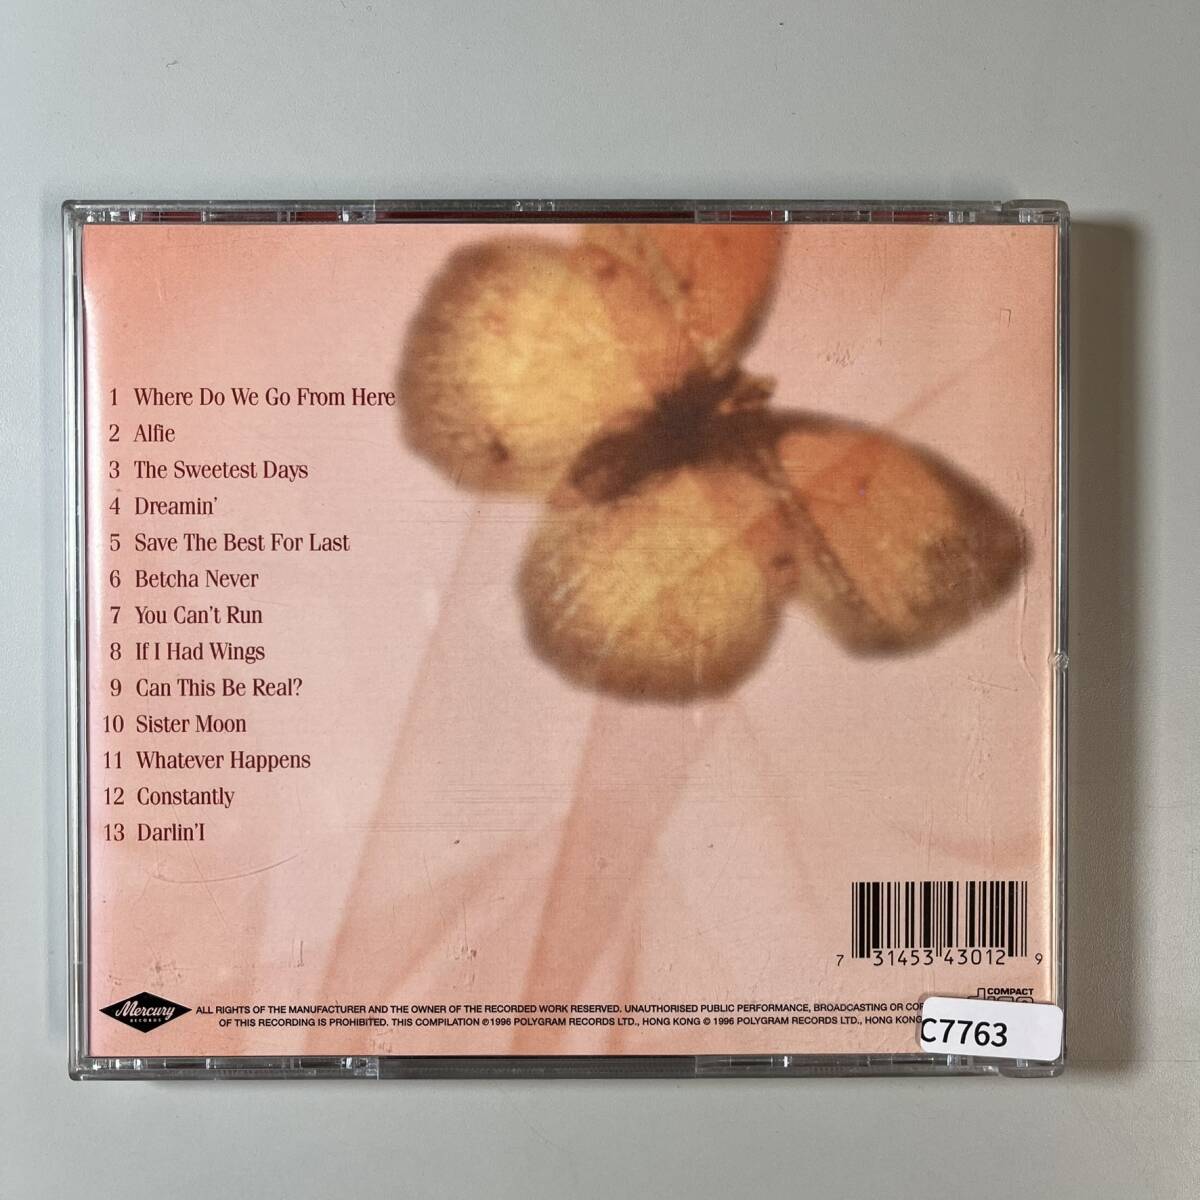 1 Where Do We Go From Here
2 Alfie
3 The Sweetest Days
4 Dreamin'
5 Save The Best For Last
6 Betcha Never
7 You Can't Run
8 If I Had Wings
9 Can This Be Real?
10 Sister Moon
11 Whatever Happens
12 Constantly
13 Darlin'I
7 31453 43012 9
Mercury
RECORDS
ALL RIGHTS OF THE MANUFACTURER AND THE OWNER OF THE RECORDED WORK RESERVED. UNAUTHORISED PUBLIC PERFORMANCE, BROADCASTING OR
OF THIS RECORDING IS PROHIBITED. THIS COMPILATION ℗1996 POLYGRAM RECORDS LTD., HONG KONG © 1996 POLYGRAM RECORDS LTD., HONG KONG
COMPACT
C7763